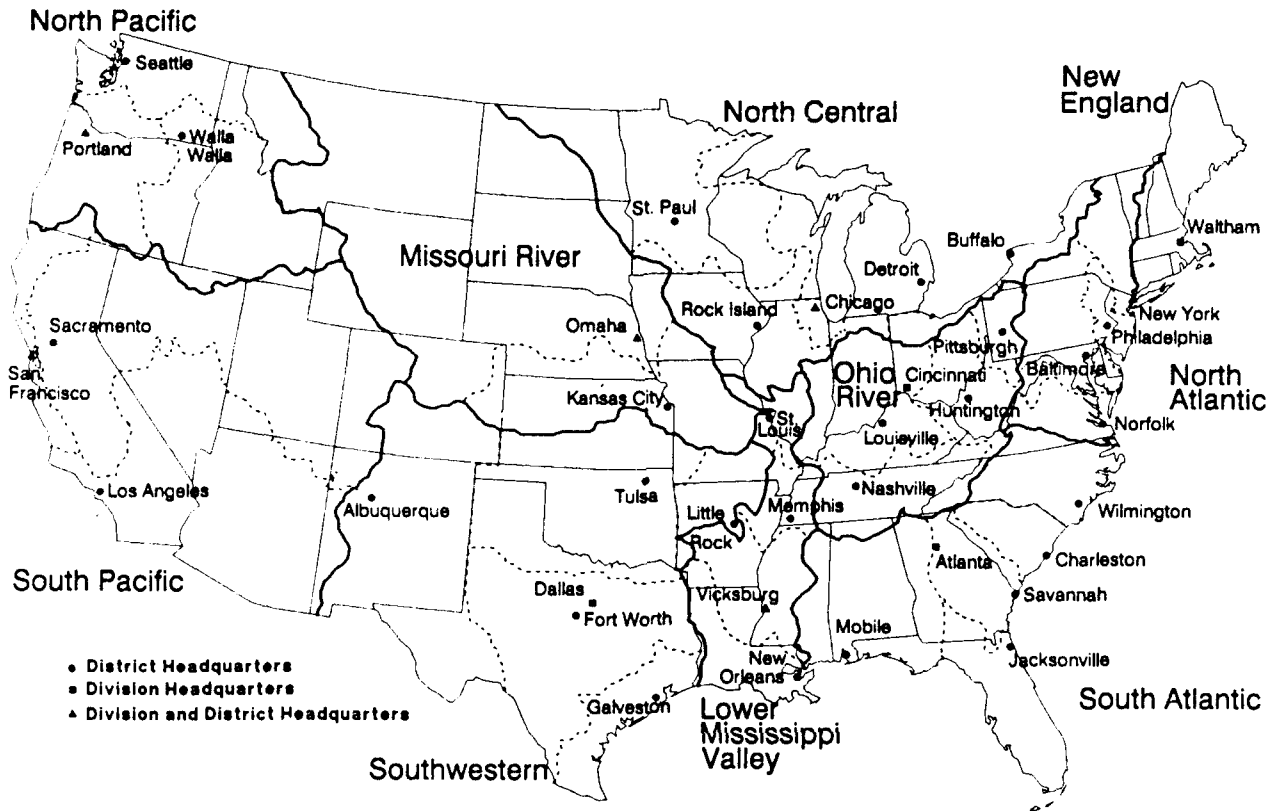 North Pacific
Seattle
Walla
Walla
Portland
North Central
New
England
St. Paul
Missouri River
Buffalo
Waltham
Detroit
Rock Island
Chicago
Omaha
New York
Philadelphia
Sacramento
Pittsburgh
San
Francisco
Ohio
River
Cincinnati
Baltimore
North
Atlantic
Kansas City
St.
Louis
Huntington
Louisville
Norfolk
Los Angeles
Albuquerque
Tulsa
Nashville
Little
Rock
Memphis
Wilmington
South Pacific
Atlanta
Charleston
Dallas
Fort Worth
Vicksburg
Savannah
Mobile
New
Orleans
Jacksonville
District Headquarters
Division Headquarters
Division and District Headquarters
Galveston
Lower
Mississippi
Valley
South Atlantic
Southwestern